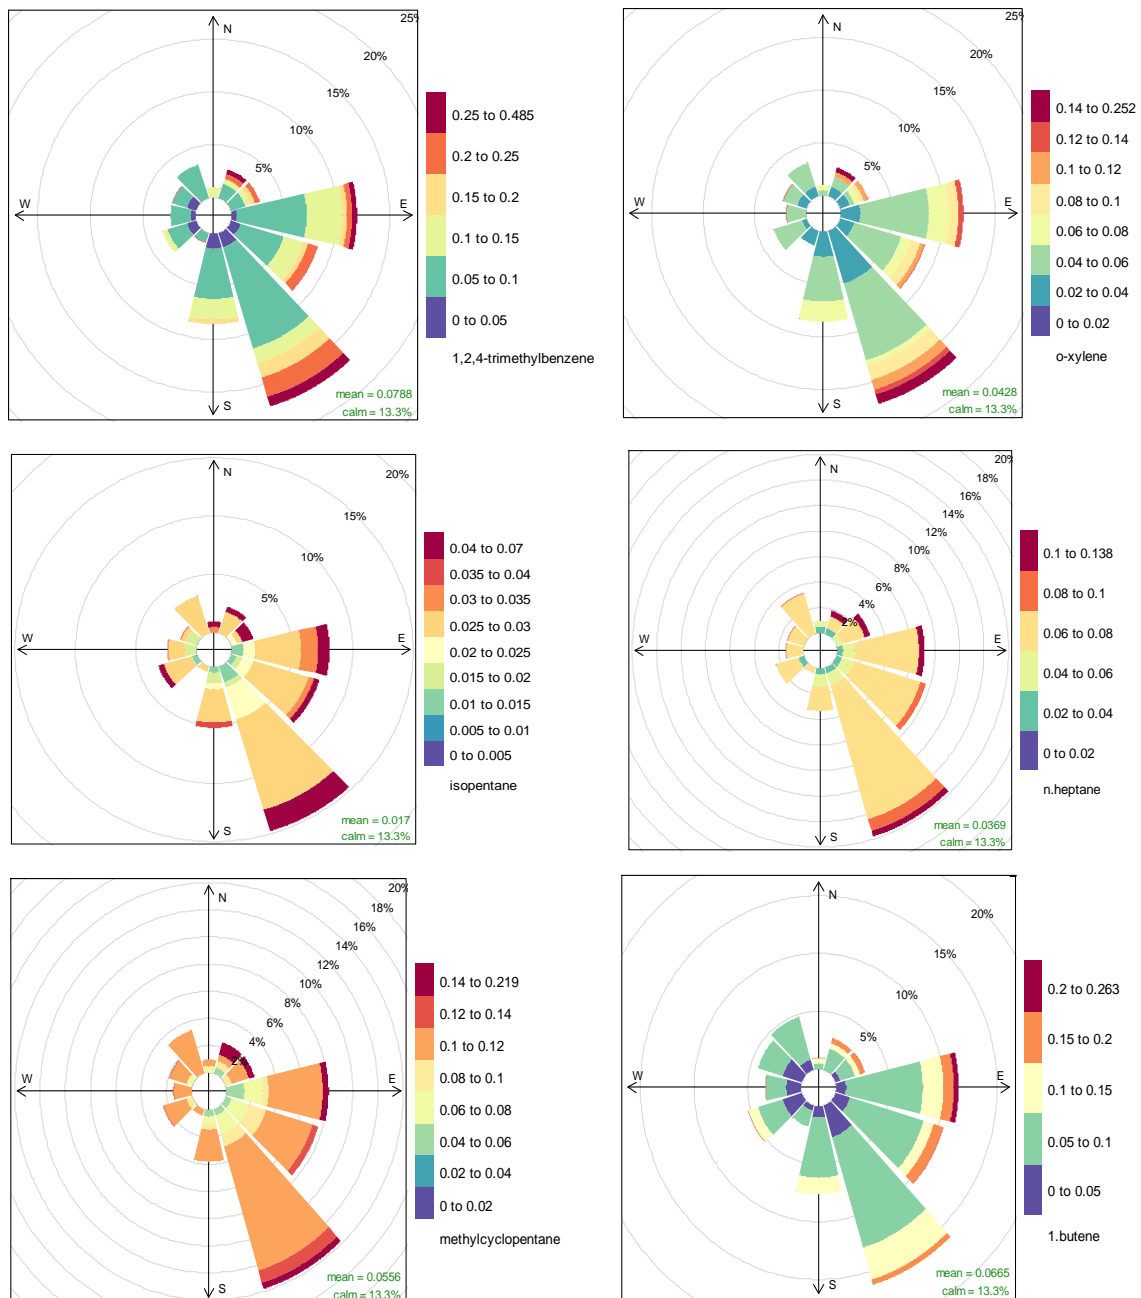 25%
20%
15%
10%
5%
N
W
E
S
mean = 0.0788
calm = 13.3%
0.25 to 0.485
0.2 to 0.25
0.15 to 0.2
0.1 to 0.15
0.05 to 0.1
0 to 0.05
1,2,4-trimethylbenzene
25%
20%
15%
10%
5%
N
W
E
S
mean = 0.0428
calm = 13.3%
0.14 to 0.252
0.12 to 0.14
0.1 to 0.12
0.08 to 0.1
0.06 to 0.08
0.04 to 0.06
0.02 to 0.04
0 to 0.02
o-xylene
20%
15%
10%
5%
N
W
E
S
mean = 0.017
calm = 13.3%
0.04 to 0.07
0.035 to 0.04
0.03 to 0.035
0.025 to 0.03
0.02 to 0.025
0.015 to 0.02
0.01 to 0.015
0.005 to 0.01
0 to 0.005
isopentane
20%
18%
16%
14%
12%
10%
8%
6%
4%
2%
N
W
E
S
mean = 0.0369
calm = 13.3%
0.1 to 0.138
0.08 to 0.1
0.06 to 0.08
0.04 to 0.06
0.02 to 0.04
0 to 0.02
n.heptane
20%
18%
16%
14%
12%
10%
8%
6%
4%
2%
N
W
E
S
mean = 0.0556
calm = 13.3%
0.14 to 0.219
0.12 to 0.14
0.1 to 0.12
0.08 to 0.1
0.06 to 0.08
0.04 to 0.06
0.02 to 0.04
0 to 0.02
methylcyclopentane
20%
15%
10%
5%
N
W
E
S
mean = 0.0665
calm = 13.3%
0.2 to 0.263
0.15 to 0.2
0.1 to 0.15
0.05 to 0.1
0 to 0.05
1.butene